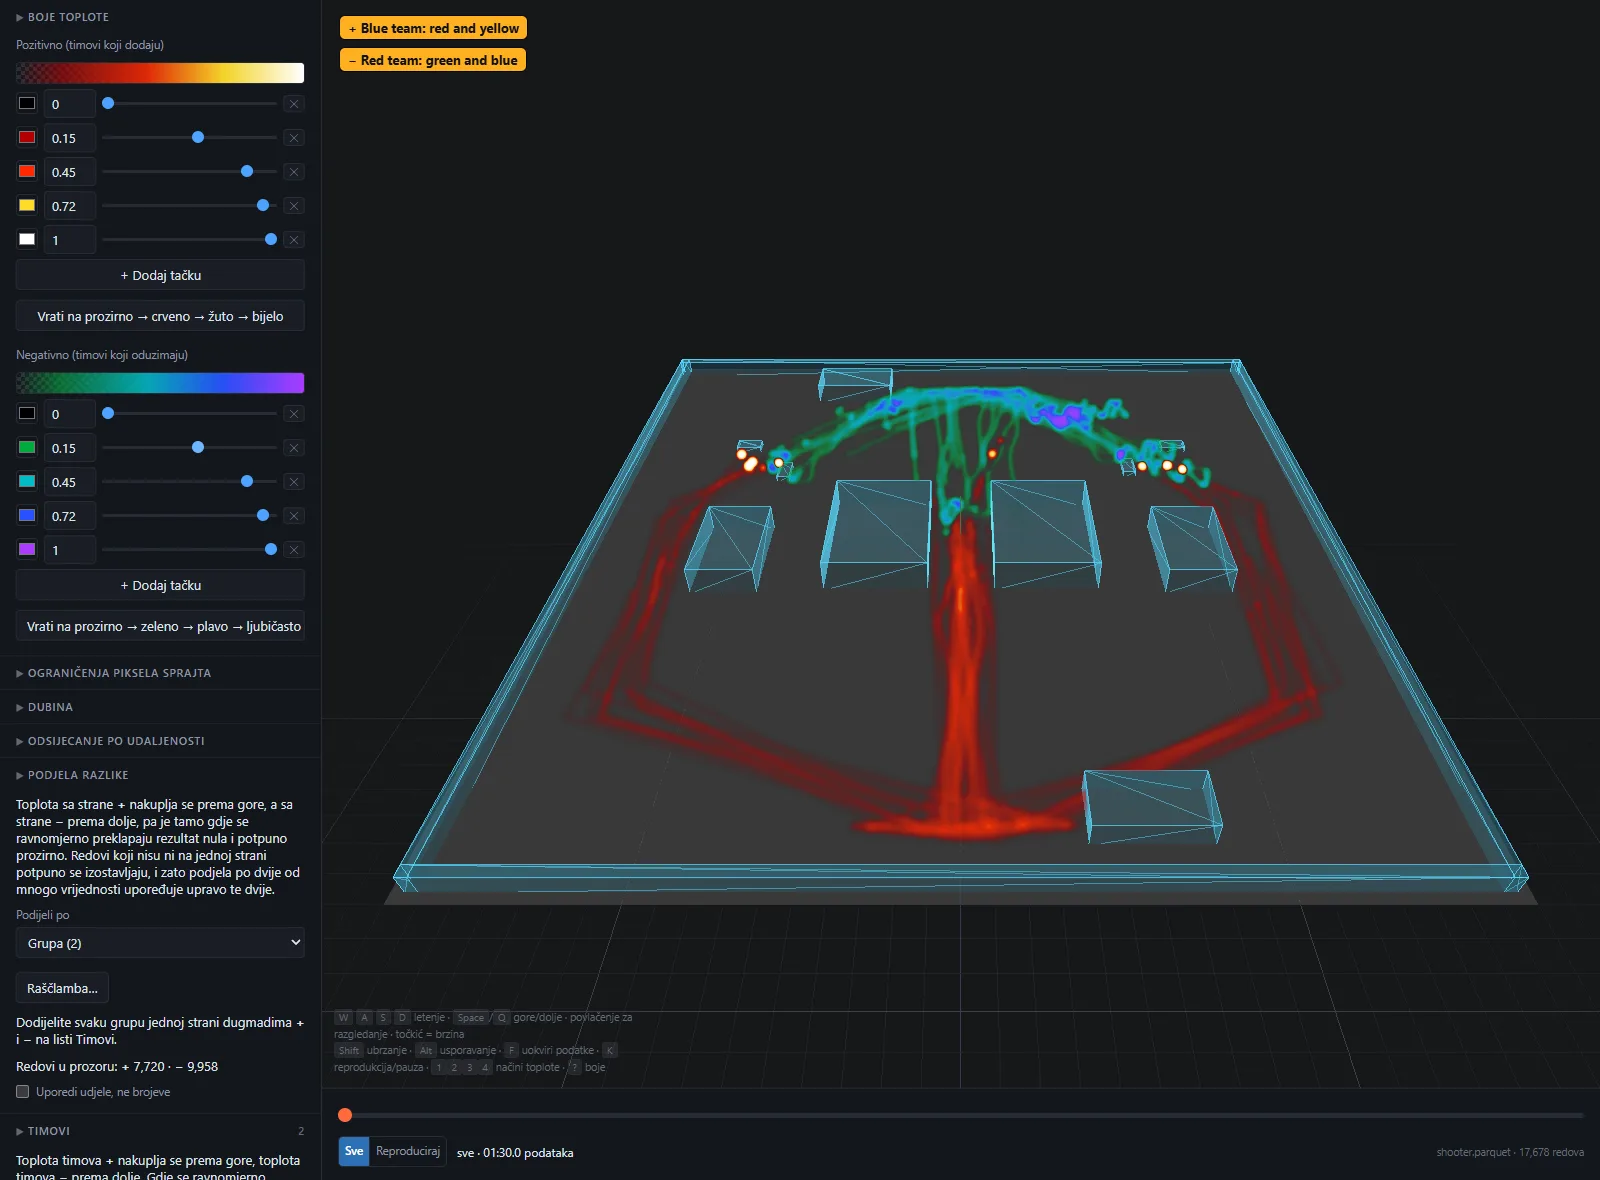 BOJE TOPLOTE
Pozitivno (timovi koji dodaju)
0
0.15
0.45
0.72
1
+ Dodaj tačku
Vrati na prozirno → crveno → žuto → bijelo
Negativno (timovi koji oduzimaju)
0
0.15
0.45
0.72
1
+ Dodaj tačku
Vrati na prozirno → zeleno → plavo → ljubičasto
OGRANIČENJA PIKSELA SPRAJTA
DUBINA
ODSIJECANJE PO UDALJENOSTI
PODJELA RAZLIKE
Toplota sa strane + nakuplja se prema gore, a sa
strane − prema dolje, pa je tamo gdje se
ravnomjerno preklapaju rezultat nula i potpuno
prozirno. Redovi koji nisu ni na jednoj strani
potpuno se izostavljaju, i zato podjela po dvije od
mnogo vrijednosti upoređuje upravo te dvije.
Podijeli po
Grupa (2)
Raščlamba...
Dodijelite svaku grupu jednoj strani dugmadima +
i − na listi Timovi.
Redovi u prozoru: + 7,720 · − 9,958
Uporedi udjele, ne brojeve
TIMOVI 2
Toplota timova + nakuplja se prema gore, toplota
timova − prema dolje. Gdje se ravnomjerno
+ Blue team: red and yellow
− Red team: green and blue
W A S D letenje · Space / Q gore/dolje · povlačenje za
razgledanje · točkić = brzina
Shift ubrzanje · Alt usporavanje · F uokviri podatke · K
reprodukcija/pauza · 1 2 3 4 načini toplote · ? boje
Sve Reproduciraj sve · 01:30.0 podataka
shooter.parquet · 17,678 redova